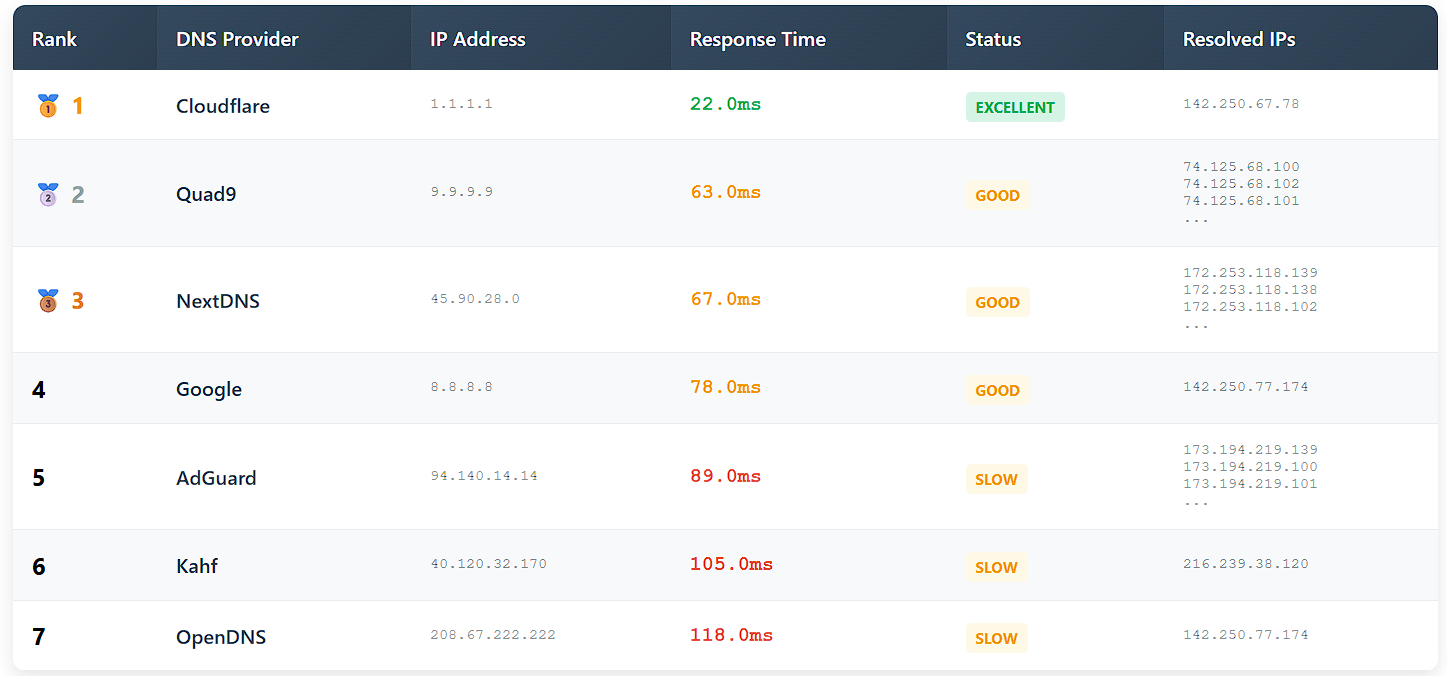 Rank DNS Provider IP Address Response Time Status Resolved IPs
1 1 Cloudflare 1.1.1.1 22.0ms EXCELLENT 142.250.67.78
2 2 Quad9 9.9.9.9 63.0ms GOOD 74.125.68.100
74.125.68.102
74.125.68.101
...
3 3 NextDNS 45.90.28.0 67.0ms GOOD 172.253.118.139
172.253.118.138
172.253.118.102
...
4 Google 8.8.8.8 78.0ms GOOD 142.250.77.174
5 AdGuard 94.140.14.14 89.0ms SLOW 173.194.219.139
173.194.219.100
173.194.219.101
...
6 Kahf 40.120.32.170 105.0ms SLOW 216.239.38.120
7 OpenDNS 208.67.222.222 118.0ms SLOW 142.250.77.174